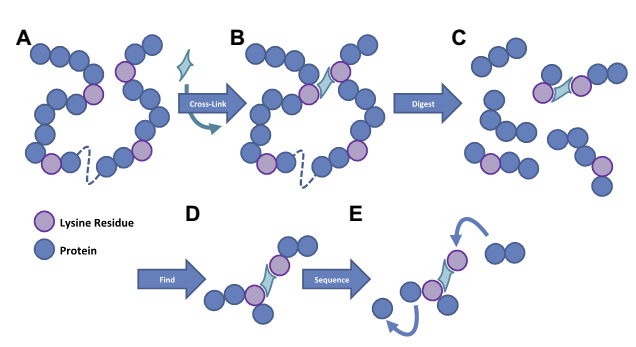 A
B
C
Cross-Link
Digest
D
E
Lysine Residue
Protein
Find
Sequence